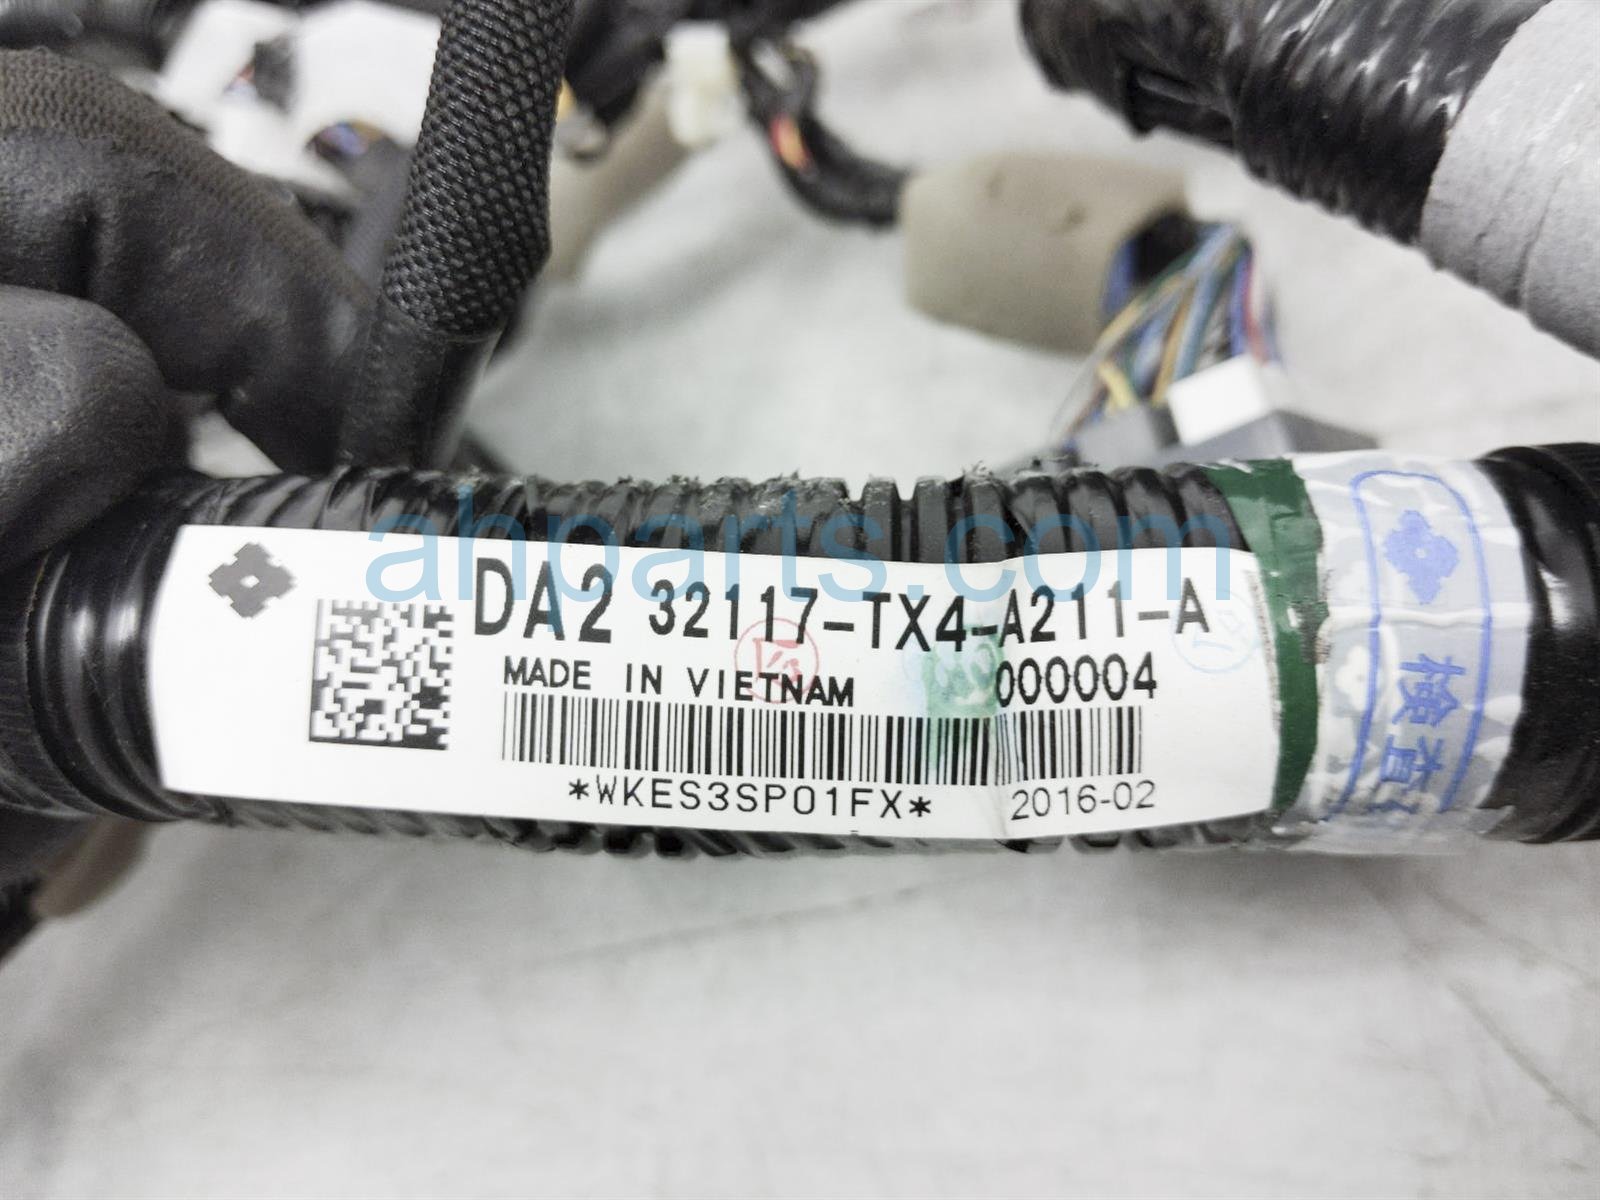 ahparts.com
DA2 32117-TX4-A211-A
MADE IN VIETNAM 000004
*WKES3SP01FX* 2016-02
検査